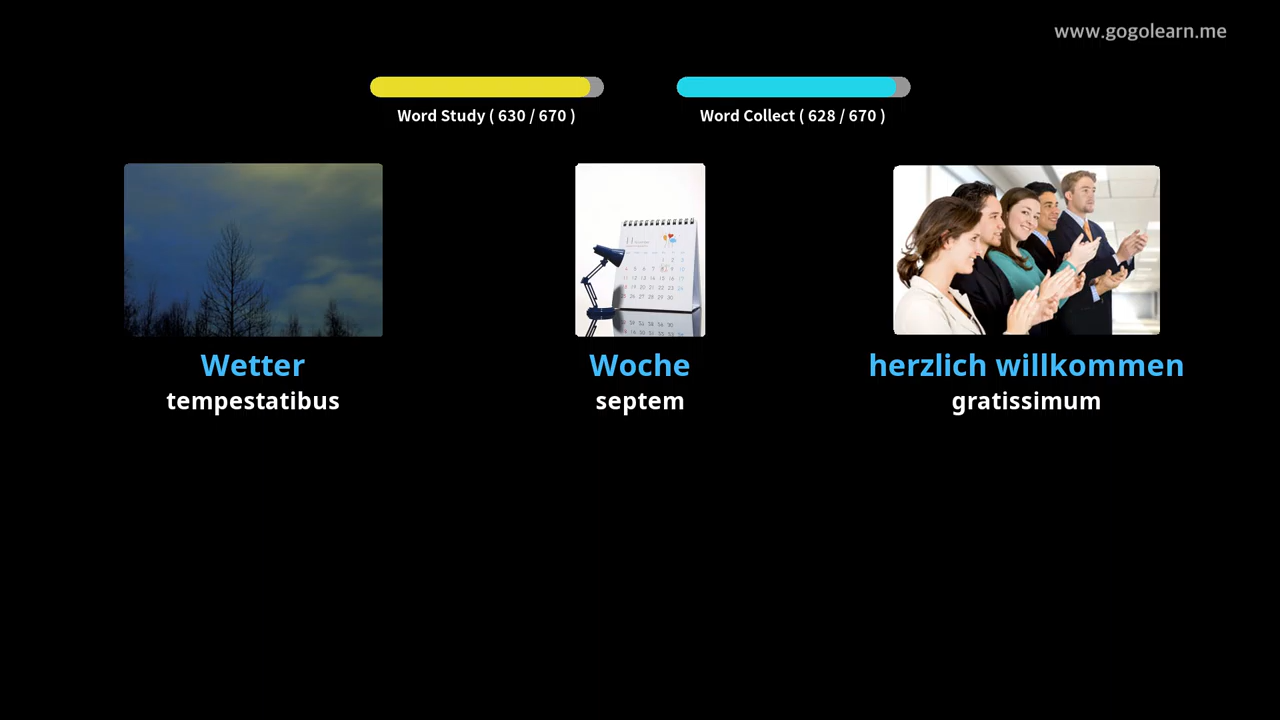 www.gogolearn.me
Word Study ( 630 / 670 )
Word Collect ( 628 / 670 )
Wetter
tempestatibus
Woche
septem
herzlich willkommen
gratissimum